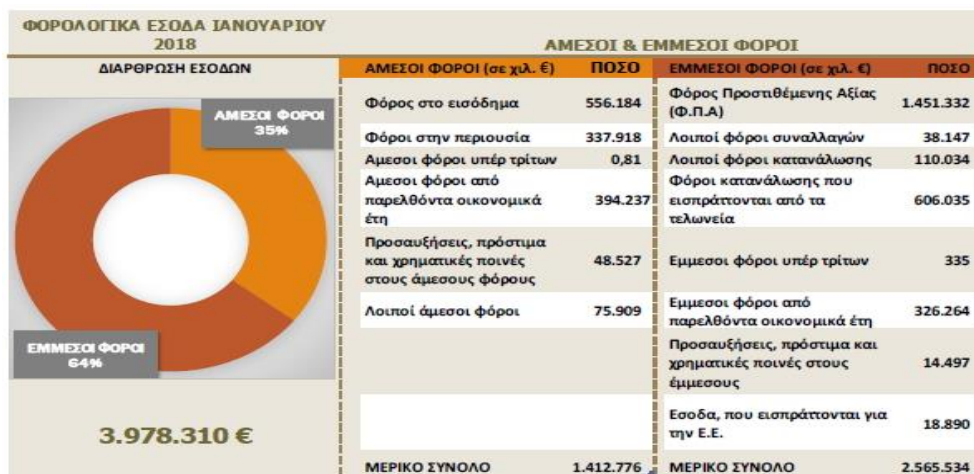 ΦΟΡΟΛΟΓΙΚΑ ΕΣΟΔΑ ΙΑΝΟΥΑΡΙΟΥ
2018
ΑΜΕΣΟΙ & ΕΜΜΕΣΟΙ ΦΟΡΟΙ
ΔΙΑΡΘΡΩΣΗ ΕΣΟΔΩΝ
ΑΜΕΣΟΙ ΦΟΡΟΙ
35%
ΕΜΜΕΣΟΙ ΦΟΡΟΙ
64%
3.978.310 €
ΑΜΕΣΟΙ ΦΟΡΟΙ (σε χιλ. €) ΠΟΣΟ
Φόρος στο εισόδημα 556.184
Φόροι στην περιουσία 337.918
Αμεσοι φόροι υπέρ τρίτων 0,81
Αμεσοι φόροι από
παρελθόντα οικονομικά 394.237
έτη
Προσαυξήσεις, πρόστιμα
και χρηματικές ποινές 48.527
στους άμεσους φόρους
Λοιποί άμεσοι φόροι 75.909
ΜΕΡΙΚΟ ΣΥΝΟΛΟ 1.412.776
ΕΜΜΕΣΟΙ ΦΟΡΟΙ (σε χιλ. €) ΠΟΣΟ
Φόρος Προστιθέμενης Αξίας 1.451.332
(Φ.Π.Α)
Λοιποί φόροι συναλλαγών 38.147
Λοιποί φόροι κατανάλωσης 110.034
Φόροι κατανάλωσης που
εισπράττονται από τα 606.035
τελωνεία
Εμμεσοι φόροι υπέρ τρίτων 335
Εμμεσοι φόροι από 326.264
παρελθόντα οικονομικά έτη
Προσαυξήσεις, πρόστιμα και
χρηματικές ποινές στους 14.497
έμμεσους
Εσοδα, που εισπράττονται για 18.890
την Ε.Ε.
ΜΕΡΙΚΟ ΣΥΝΟΛΟ 2.565.534